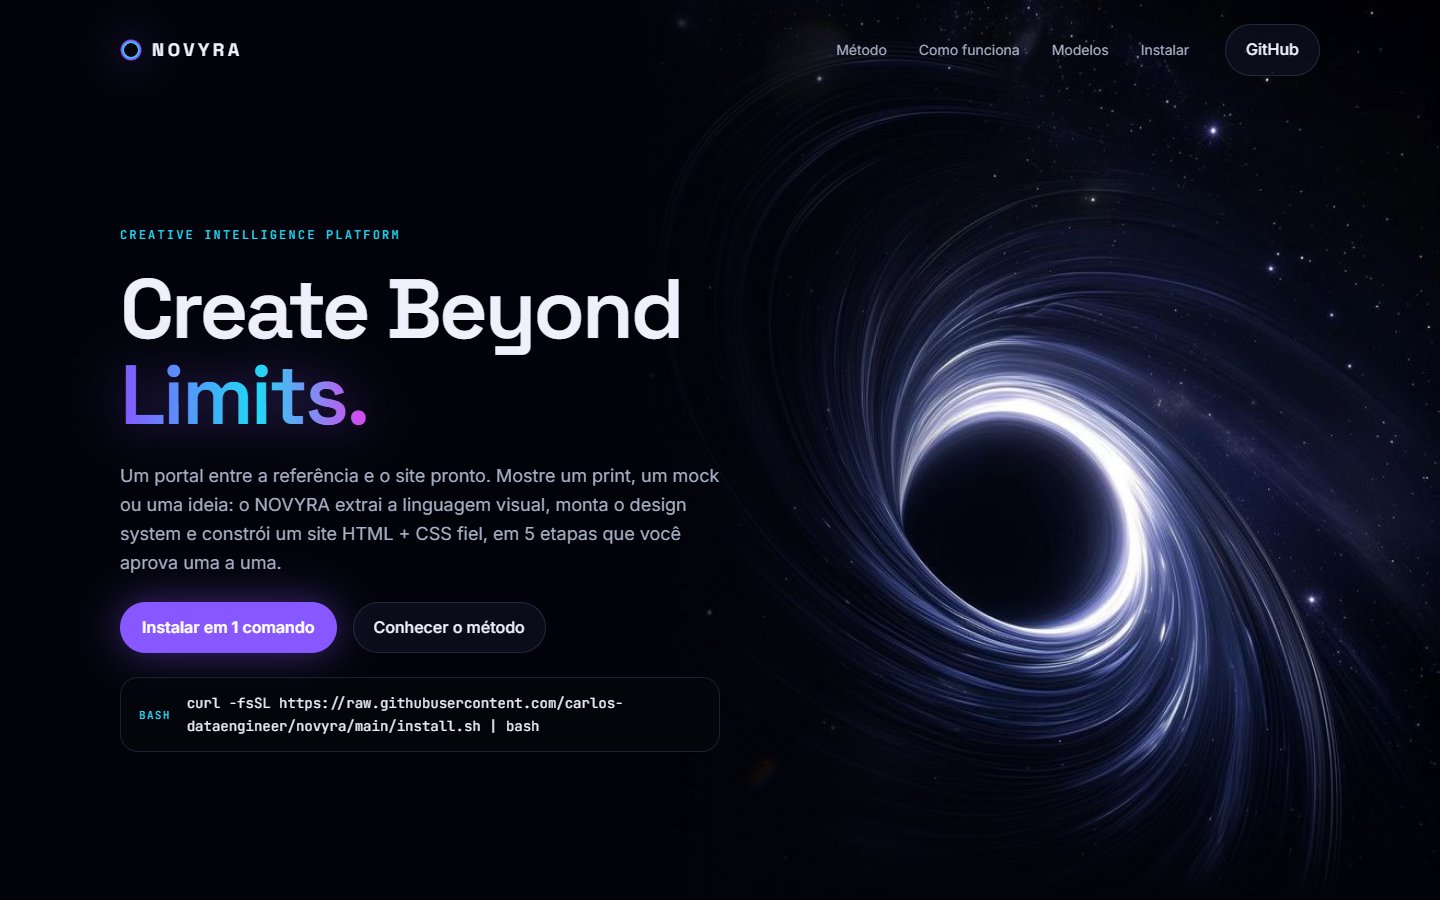 NOVYRA
Método
Como funciona
Modelos
Instalar
GitHub
CREATIVE INTELLIGENCE PLATFORM
Create Beyond
Limits.
Um portal entre a referência e o site pronto. Mostre um print, um mock
ou uma ideia: o NOVYRA extrai a linguagem visual, monta o design
system e constrói um site HTML + CSS fiel, em 5 etapas que você
aprova uma a uma.
Instalar em 1 comando
Conhecer o método
BASH
curl -fsSL https://raw.githubusercontent.com/carlos-
dataengineer/novyra/main/install.sh | bash